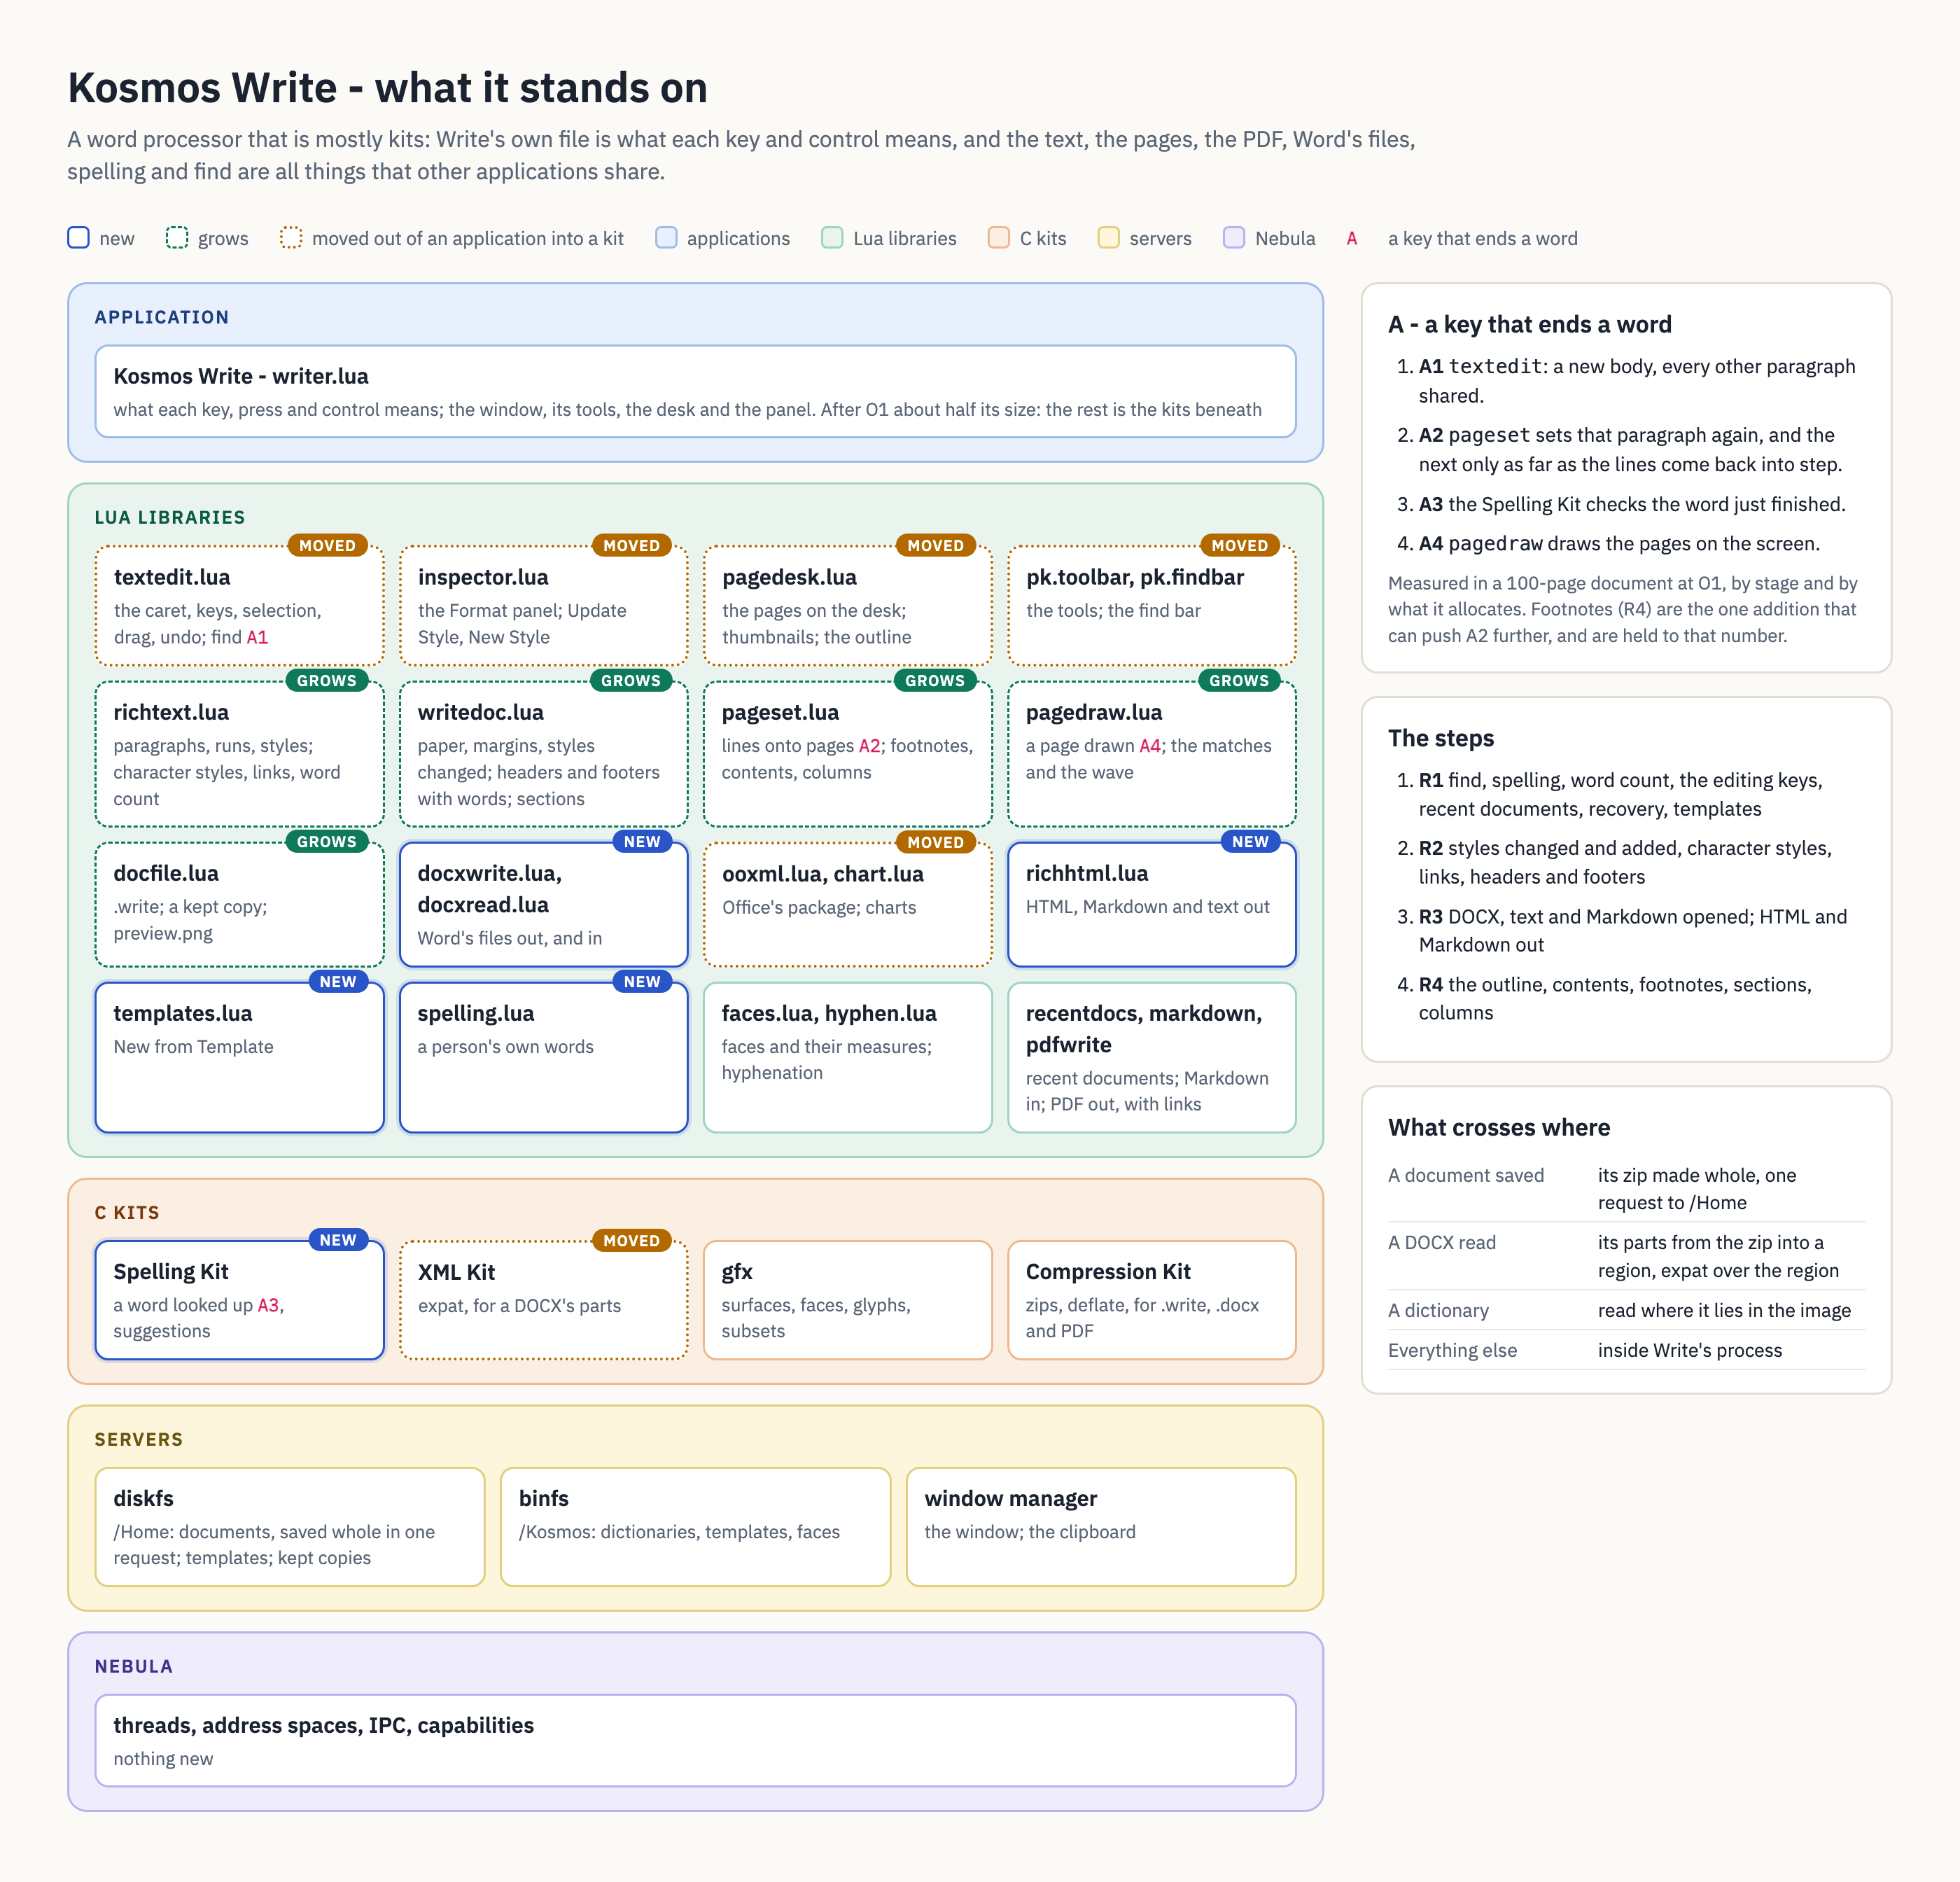 Kosmos Write - what it stands on
A word processor that is mostly kits: Write's own file is what each key and control means, and the text, the pages, the PDF, Word's files,
spelling and find are all things that other applications share.
new
grows
moved out of an application into a kit
applications
Lua libraries
C kits
servers
Nebula
A
a key that ends a word
APPLICATION
Kosmos Write - writer.lua
what each key, press and control means; the window, its tools, the desk and the panel. After O1 about half its size: the rest is the kits beneath
LUA LIBRARIES
MOVED
textedit.lua
the caret, keys, selection,
drag, undo; find A1
MOVED
inspector.lua
the Format panel; Update
Style, New Style
MOVED
pagedesk.lua
the pages on the desk;
thumbnails; the outline
MOVED
pk.toolbar, pk.findbar
the tools; the find bar
GROWS
richtext.lua
paragraphs, runs, styles;
character styles, links, word
count
GROWS
writedoc.lua
paper, margins, styles
changed; headers and footers
with words; sections
GROWS
pageset.lua
lines onto pages A2; footnotes,
contents, columns
GROWS
pagedraw.lua
a page drawn A4; the matches
and the wave
GROWS
docfile.lua
.write; a kept copy;
preview.png
NEW
docxwrite.lua,
docxread.lua
Word's files out, and in
MOVED
ooxml.lua, chart.lua
Office's package; charts
NEW
richhtml.lua
HTML, Markdown and text out
NEW
templates.lua
New from Template
NEW
spelling.lua
a person's own words
faces.lua, hyphen.lua
faces and their measures;
hyphenation
recentdocs, markdown,
pdfwrite
recent documents; Markdown
in; PDF out, with links
C KITS
NEW
Spelling Kit
a word looked up A3,
suggestions
MOVED
XML Kit
expat, for a DOCX's parts
gfx
surfaces, faces, glyphs,
subsets
Compression Kit
zips, deflate, for .write, .docx
and PDF
SERVERS
diskfs
/Home: documents, saved whole in one
request; templates; kept copies
binfs
/Kosmos: dictionaries, templates, faces
window manager
the window; the clipboard
NEBULA
threads, address spaces, IPC, capabilities
nothing new
A - a key that ends a word
1. A1 textedit: a new body, every other paragraph
shared.
2. A2 pageset sets that paragraph again, and the
next only as far as the lines come back into step.
3. A3 the Spelling Kit checks the word just finished.
4. A4 pagedraw draws the pages on the screen.
Measured in a 100-page document at O1, by stage and by
what it allocates. Footnotes (R4) are the one addition that
can push A2 further, and are held to that number.
The steps
1. R1 find, spelling, word count, the editing keys,
recent documents, recovery, templates
2. R2 styles changed and added, character styles,
links, headers and footers
3. R3 DOCX, text and Markdown opened; HTML and
Markdown out
4. R4 the outline, contents, footnotes, sections,
columns
What crosses where
A document saved
its zip made whole, one
request to /Home
A DOCX read
its parts from the zip into a
region, expat over the region
A dictionary
read where it lies in the image
Everything else
inside Write's process